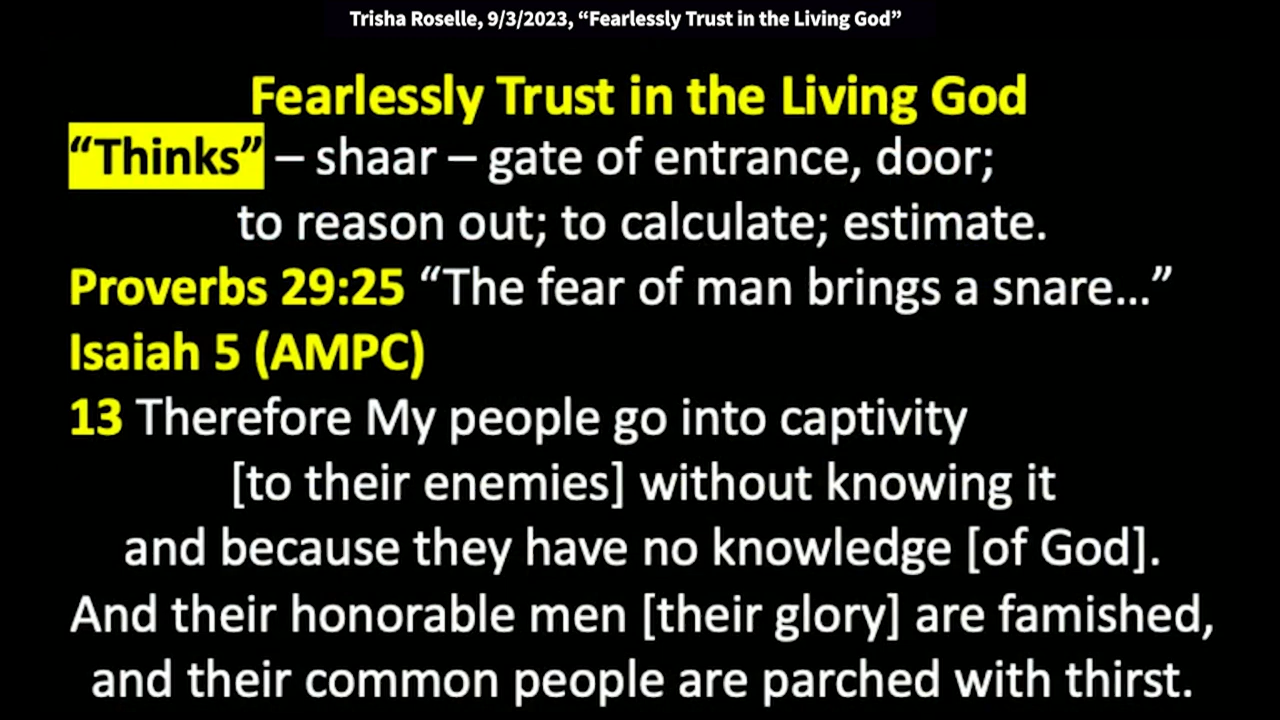 Trisha Roselle, 9/3/2023, “Fearlessly Trust in the Living God”
Fearlessly Trust in the Living God
“Thinks” – shaar – gate of entrance, door;
to reason out; to calculate; estimate.
Proverbs 29:25 “The fear of man brings a snare...”
Isaiah 5 (AMPC)
13 Therefore My people go into captivity
[to their enemies] without knowing it
and because they have no knowledge [of God].
And their honorable men [their glory] are famished,
and their common people are parched with thirst.